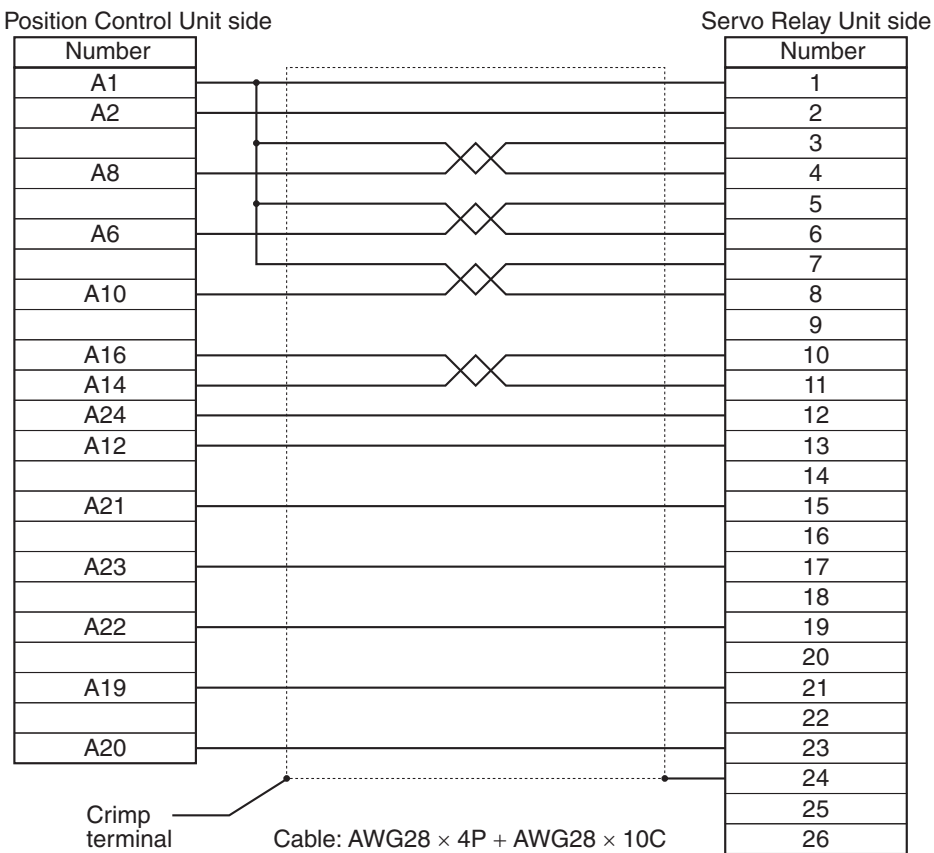 Position Control Unit side Servo Relay Unit side
Number Number
A1 1
A2 2
3
A8 4
5
A6 6
7
A10 8
9
A16 10
A14 11
A24 12
A12 13
14
A21 15
16
A23 17
18
A22 19
20
A19 21
22
A20 23
24
Crimp 25
terminal Cable: AWG28 × 4P + AWG28 × 10C 26